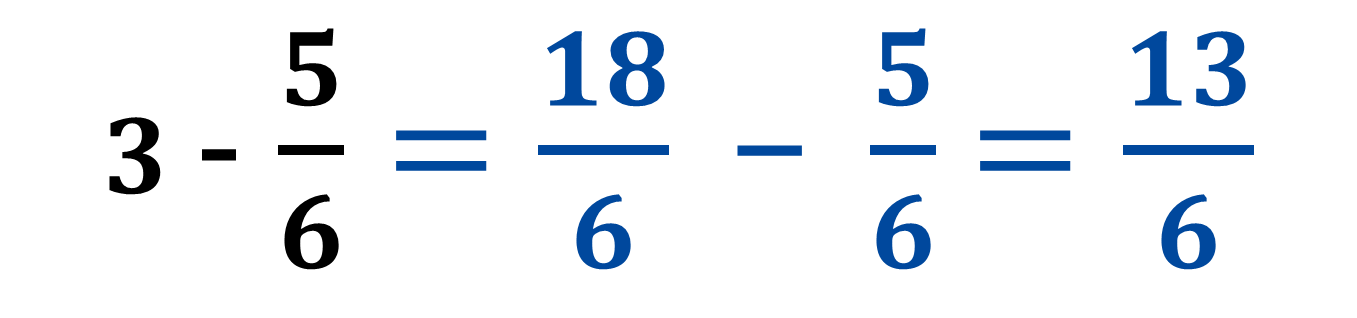 3 - 5/6 = 18/6 − 5/6 = 13/6